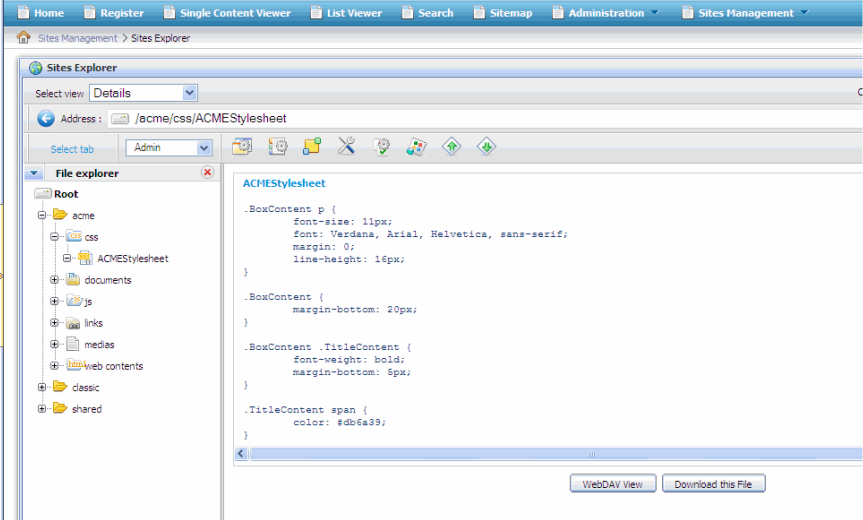 Home Register Single Content Viewer List Viewer Search Sitemap Administration Sites Management
Sites Management > Sites Explorer
Sites Explorer
Select view Details
Address : /acme/css/ACMEStylesheet
Select tab Admin
File explorer
Root
acme
css
ACMEStylesheet
documents
js
links
medias
web contents
classic
shared
ACMEStylesheet
.BoxContent p {
font-size: 11px;
font: Verdana, Arial, Helvetica, sans-serif;
margin: 0;
line-height: 16px;
}
.BoxContent {
margin-bottom: 20px;
}
.BoxContent .TitleContent {
font-weight: bold;
margin-bottom: 5px;
}
.TitleContent span {
color: #db6a39;
}
WebDAV View Download this File